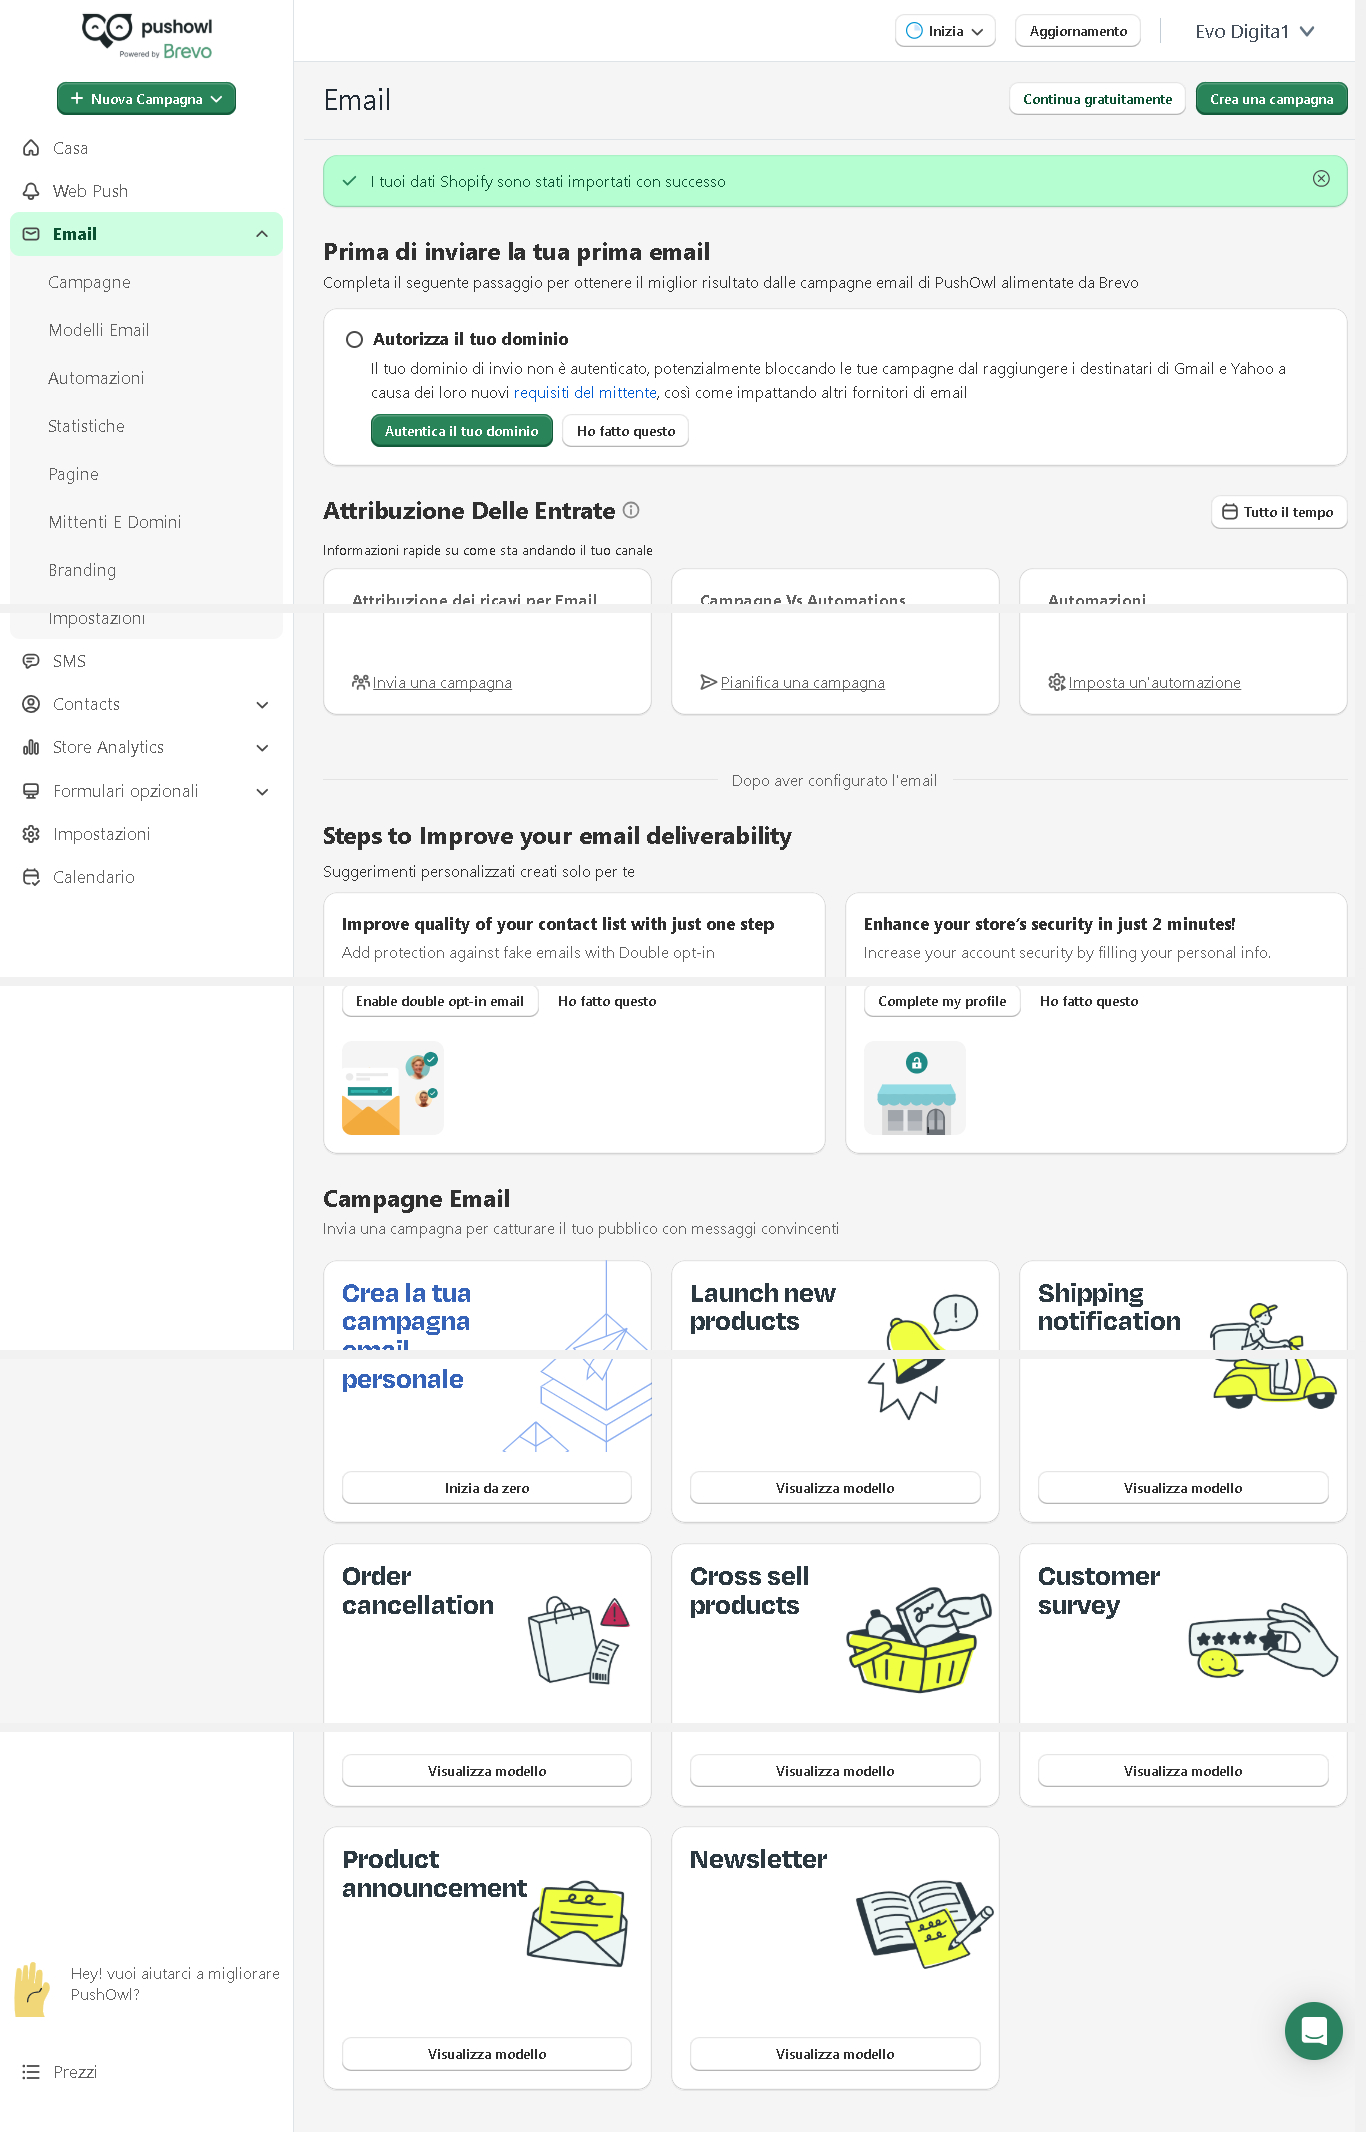 pushowl
Powered by Brevo
Nuova Campagna
Casa
Web Push
Email
Campagne
Modelli Email
Automazioni
Statistiche
Pagine
Mittenti E Domini
Branding
Impostazioni
SMS
Contacts
Store Analytics
Formulari opzionali
Impostazioni
Calendario
Hey! vuoi aiutarci a migliorare
PushOwl?
Prezzi
Inizia
Aggiornamento
Evo Digita1
Email
Continua gratuitamente
Crea una campagna
I tuoi dati Shopify sono stati importati con successo
Prima di inviare la tua prima email
Completa il seguente passaggio per ottenere il miglior risultato dalle campagne email di PushOwl alimentate da Brevo
Autorizza il tuo dominio
Il tuo dominio di invio non è autenticato, potenzialmente bloccando le tue campagne dal raggiungere i destinatari di Gmail e Yahoo a
causa dei loro nuovi requisiti del mittente, così come impattando altri fornitori di email
Autentica il tuo dominio
Ho fatto questo
Attribuzione Delle Entrate
Tutto il tempo
Informazioni rapide su come sta andando il tuo canale
Attribuzione dei ricavi per Email
Invia una campagna
Campagne Vs Automations
Pianifica una campagna
Automazioni
Imposta un'automazione
Dopo aver configurato l'email
Steps to Improve your email deliverability
Suggerimenti personalizzati creati solo per te
Improve quality of your contact list with just one step
Add protection against fake emails with Double opt-in
Enable double opt-in email
Ho fatto questo
Enhance your store’s security in just 2 minutes!
Increase your account security by filling your personal info.
Complete my profile
Ho fatto questo
Campagne Email
Invia una campagna per catturare il tuo pubblico con messaggi convincenti
Crea la tua
campagna
email
personale
Inizia da zero
Launch new
products
Visualizza modello
Shipping
notification
Visualizza modello
Order
cancellation
Visualizza modello
Cross sell
products
Visualizza modello
Customer
survey
Visualizza modello
Product
announcement
Visualizza modello
Newsletter
Visualizza modello